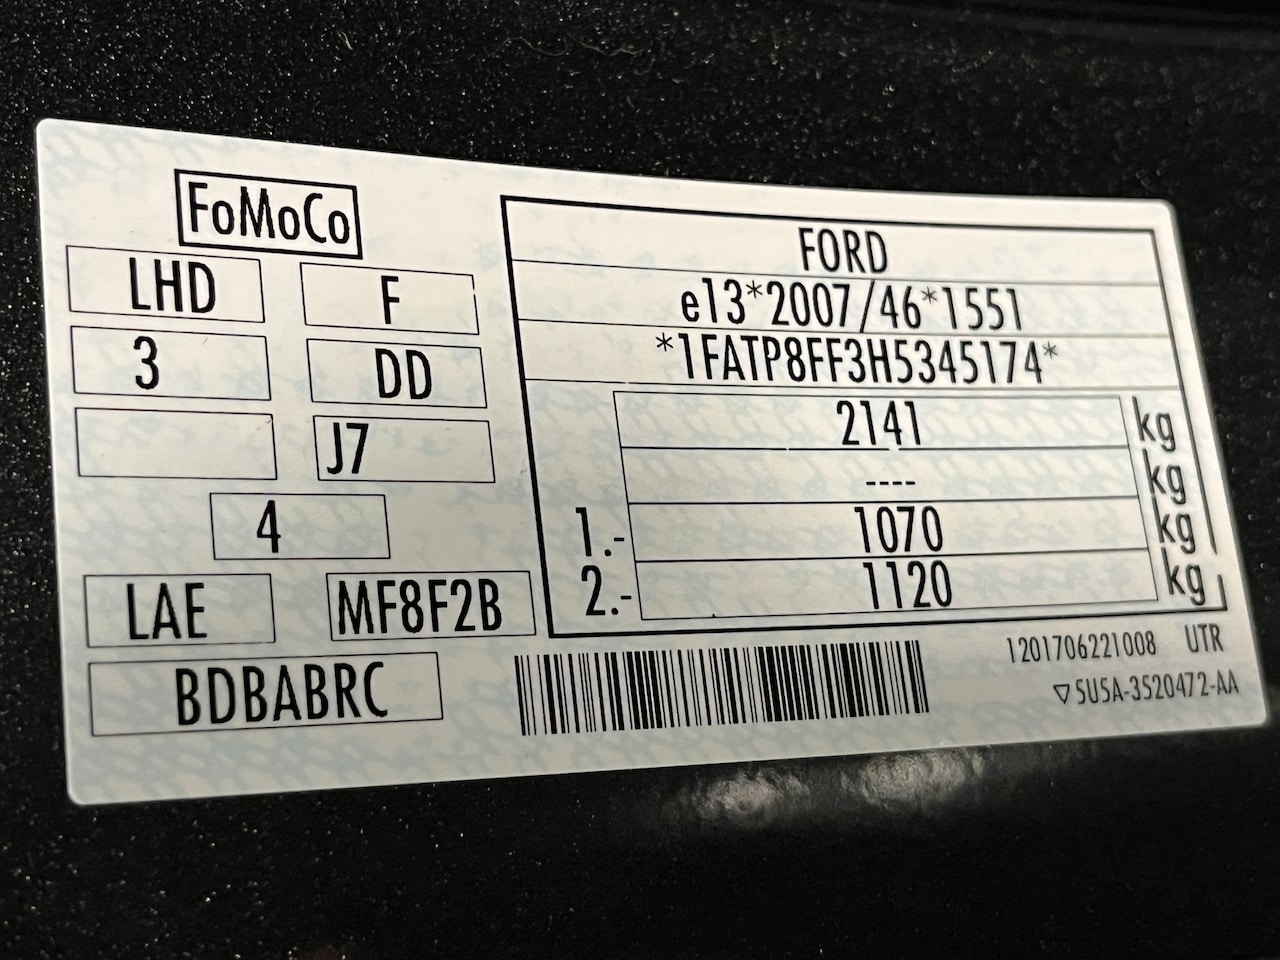 FoMoCo
LHD F
3 DD
J7
4
LAE MF8F2B
BDBABRC
FORD
e13*2007/46*1551
*1FATP8FF3H5345174*
2141 kg
---- kg
1.- 1070 kg
2.- 1120 kg
1201706221008 UTR
▽5U5A-3520472-AA